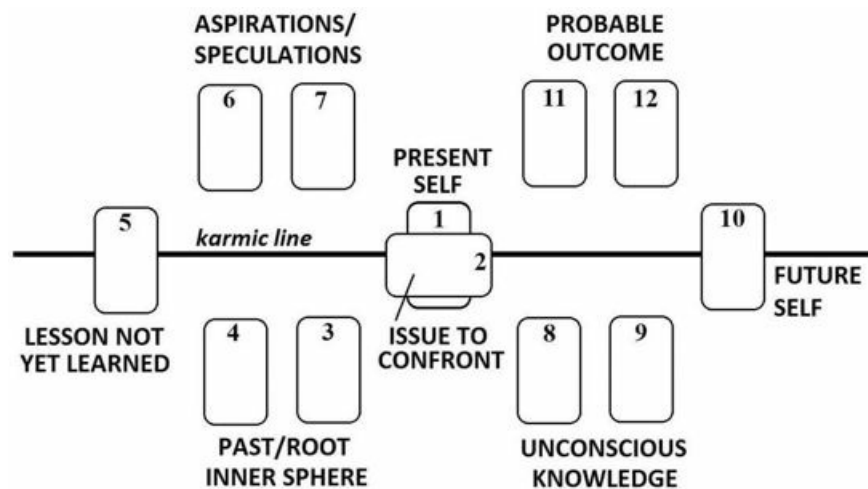 ASPIRATIONS/
SPECULATIONS
PROBABLE
OUTCOME
6
7
11
12
PRESENT
SELF
5
karmic line
1
2
10
FUTURE
SELF
LESSON NOT
YET LEARNED
4
3
ISSUE TO
CONFRONT
8
9
PAST/ROOT
INNER SPHERE
UNCONSCIOUS
KNOWLEDGE